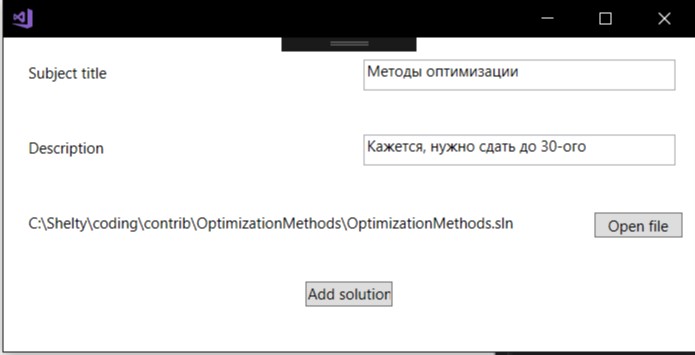 Subject title
Методы оптимизации
Description
Кажется, нужно сдать до 30-ого
C:\Shelty\coding\contrib\OptimizationMethods\OptimizationMethods.sln
Open file
Add solution